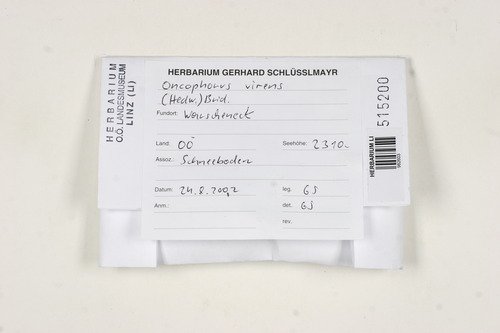 HERBARIUM
O.Ö. LANDESMUSEUM
LINZ (LI)
HERBARIUM GERHARD SCHLÜSSLMAYR
Oncophorus virens
(Hedw.) Brid.
Fundort: Warscheneck
Land: OÖ Seehöhe: 2310.
Assoz.: Schneeboden
Datum: 24.8.2002 leg. GS
Anm.: det. GS
rev.
HERBARIUM LI
515200